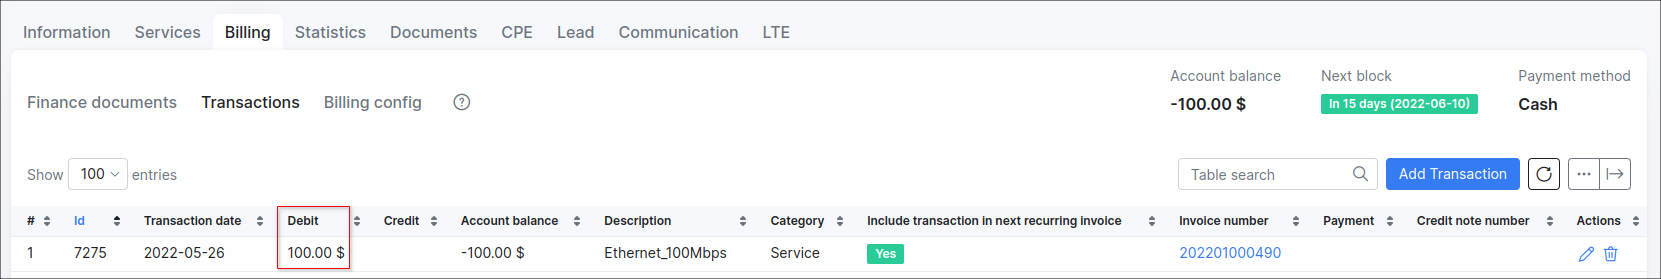 Information Services Billing Statistics Documents CPE Lead Communication LTE
Account balance Next block Payment method
Finance documents Transactions Billing config ?
-100.00 $ In 15 days (2022-06-10) Cash
Show 100 entries Table search Add Transaction ...
# Id Transaction date Debit Credit Account balance Description Category Include transaction in next recurring invoice Invoice number Payment Credit note number Actions
1 7275 2022-05-26 100.00 $ -100.00 $ Ethernet_100Mbps Service Yes 202201000490